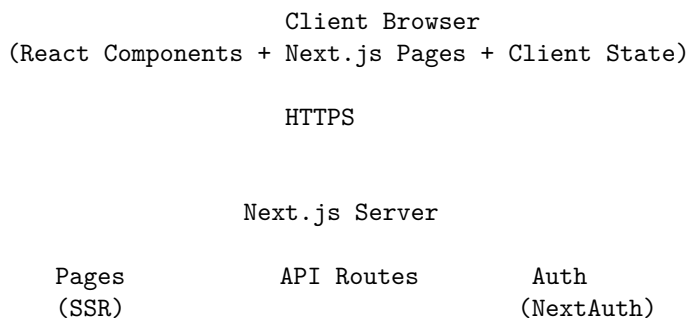 Client Browser
(React Components + Next.js Pages + Client State)
HTTPS
Next.js Server
Pages API Routes Auth
(SSR) (NextAuth)